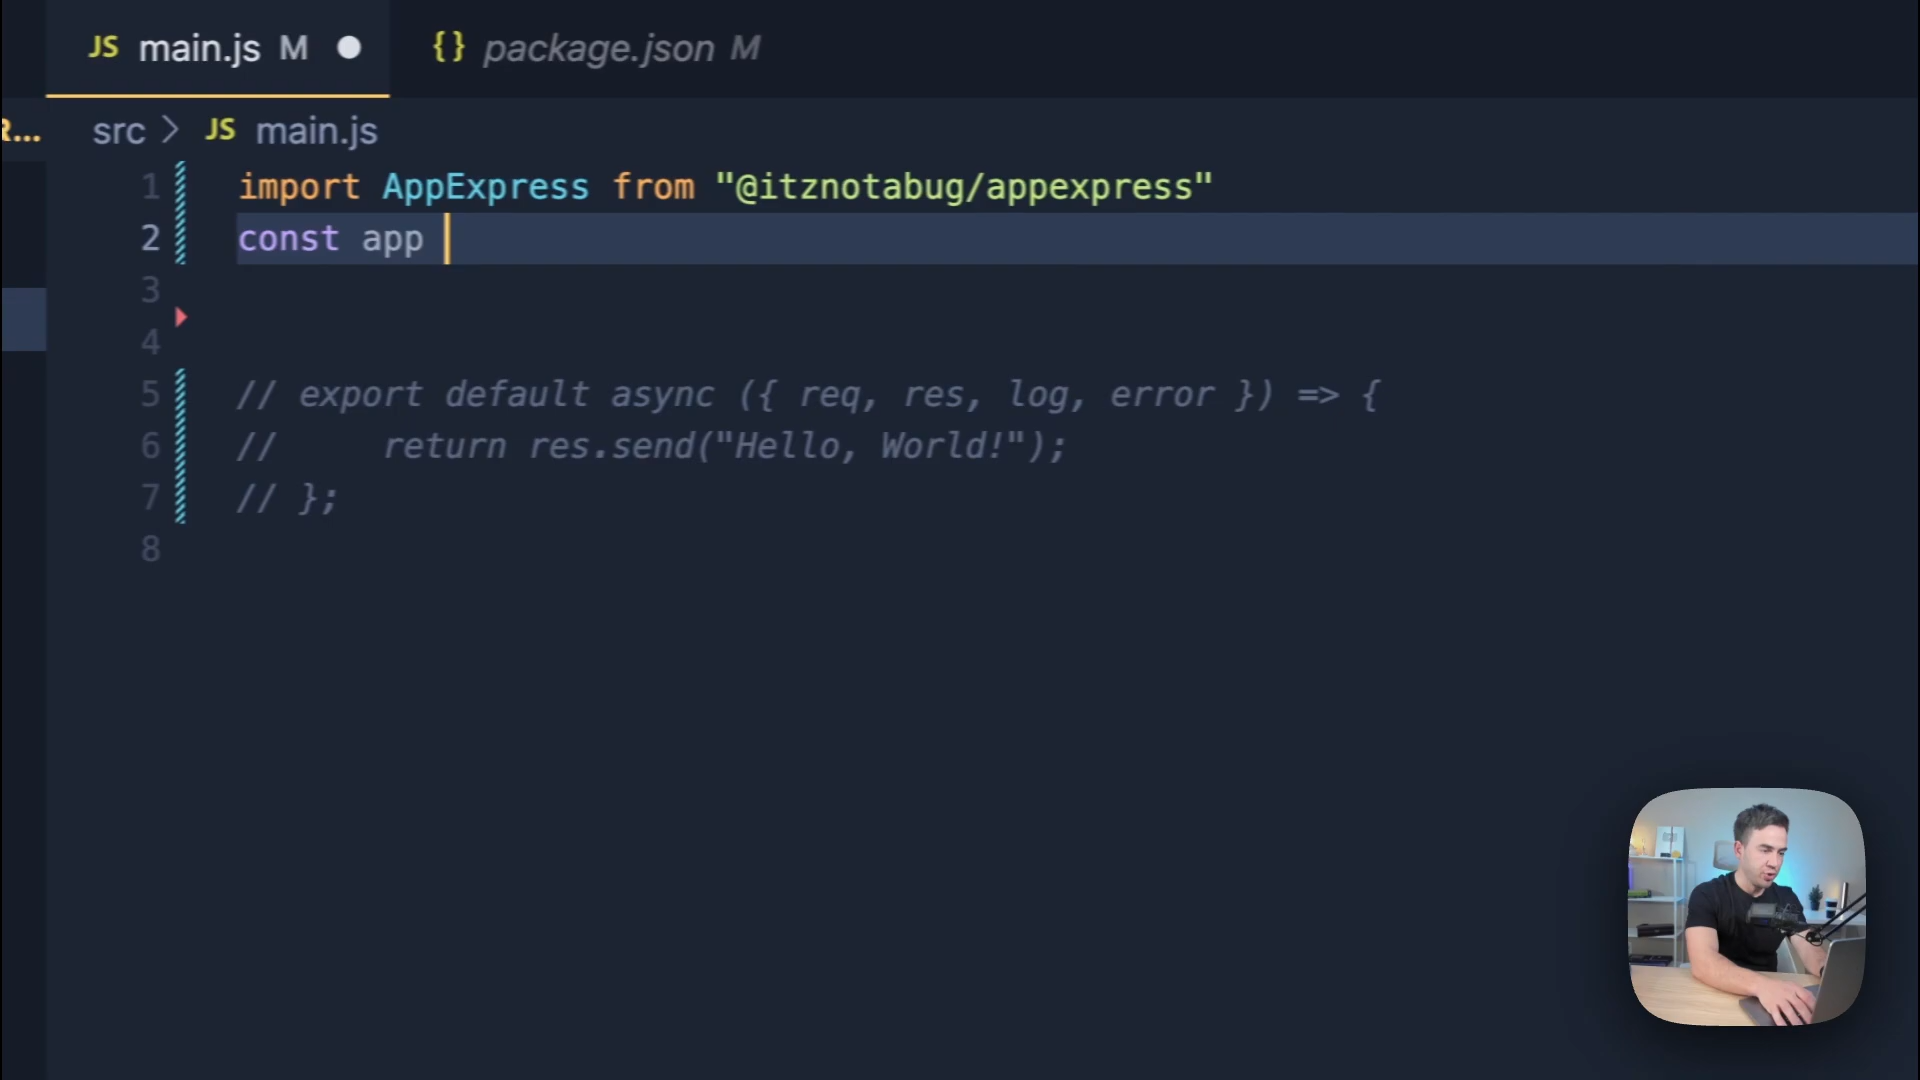 JS main.js M
{} package.json M
R...
src > JS main.js
1 import AppExpress from "@itznotabug/appexpress"
2 const app
3
4
5 // export default async ({ req, res, log, error }) => {
6 //     return res.send("Hello, World!");
7 // };
8